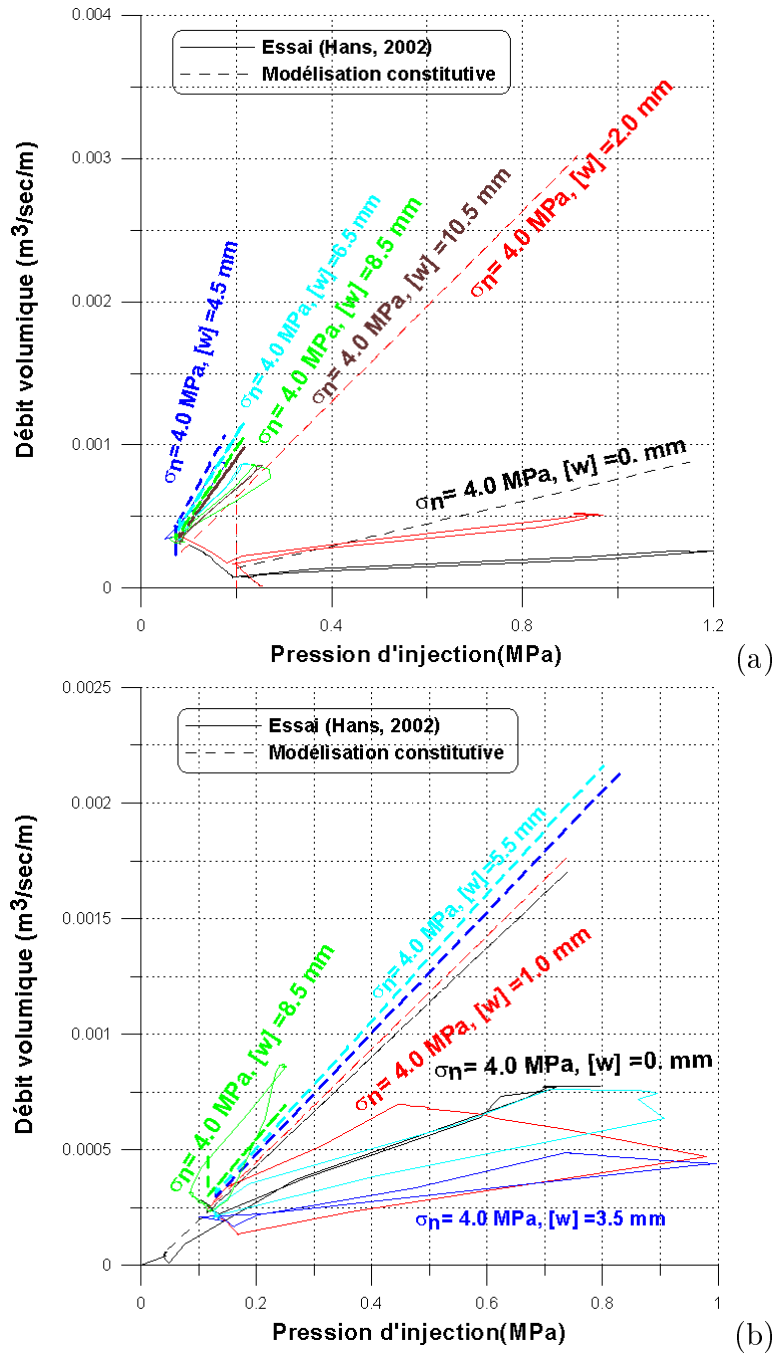 0.004
Essai (Hans, 2002)
Modélisation constitutive
0.003
0.002
0.001
0
Débit volumique (m³/sec/m)
σn= 4.0 MPa, [w] =4.5 mm
σn= 4.0 MPa, [w] =6.5 mm
σn= 4.0 MPa, [w] =8.5 mm
σn= 4.0 MPa, [w] =10.5 mm
σn= 4.0 MPa, [w] =2.0 mm
σn= 4.0 MPa, [w] =0. mm
0 0.4 0.8 1.2
Pression d'injection(MPa)
(a)
0.0025
Essai (Hans, 2002)
Modélisation constitutive
0.002
0.0015
0.001
0.0005
0
Débit volumique (m³/sec/m)
σn= 4.0 MPa, [w] =8.5 mm
σn= 4.0 MPa, [w] =5.5 mm
σn= 4.0 MPa, [w] =1.0 mm
σn= 4.0 MPa, [w] =0. mm
σn= 4.0 MPa, [w] =3.5 mm
0 0.2 0.4 0.6 0.8 1
Pression d'injection(MPa)
(b)